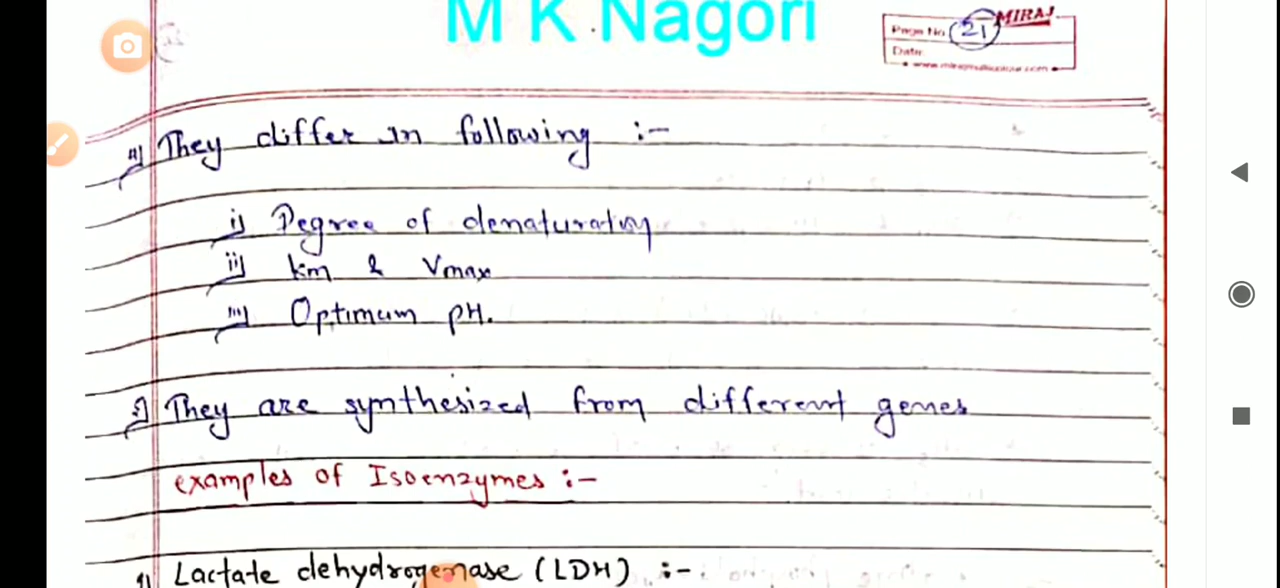 M K Nagori
MIRAJ
Page No. 21
Date
4) They differ in following :-
i) Degree of denaturation
ii) km & Vmax
iii) Optimum pH.
5) They are synthesized from different genes
examples of Isoenzymes :-
1) Lactate dehydrogenase (LDH) :-